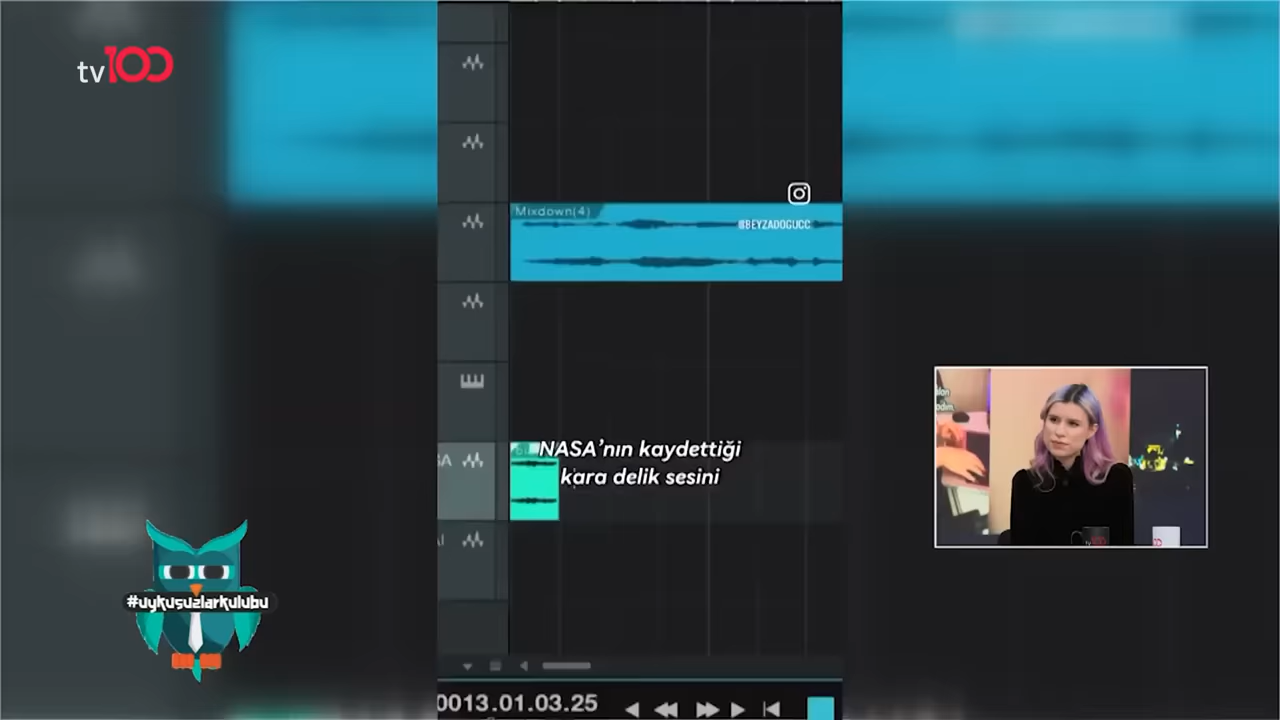 tv100
Mixdown(4)
@BEYZADOGUCC
NASA'nın kaydettiği
kara delik sesini
#uykusuzlarkulubu
0013.01.03.25